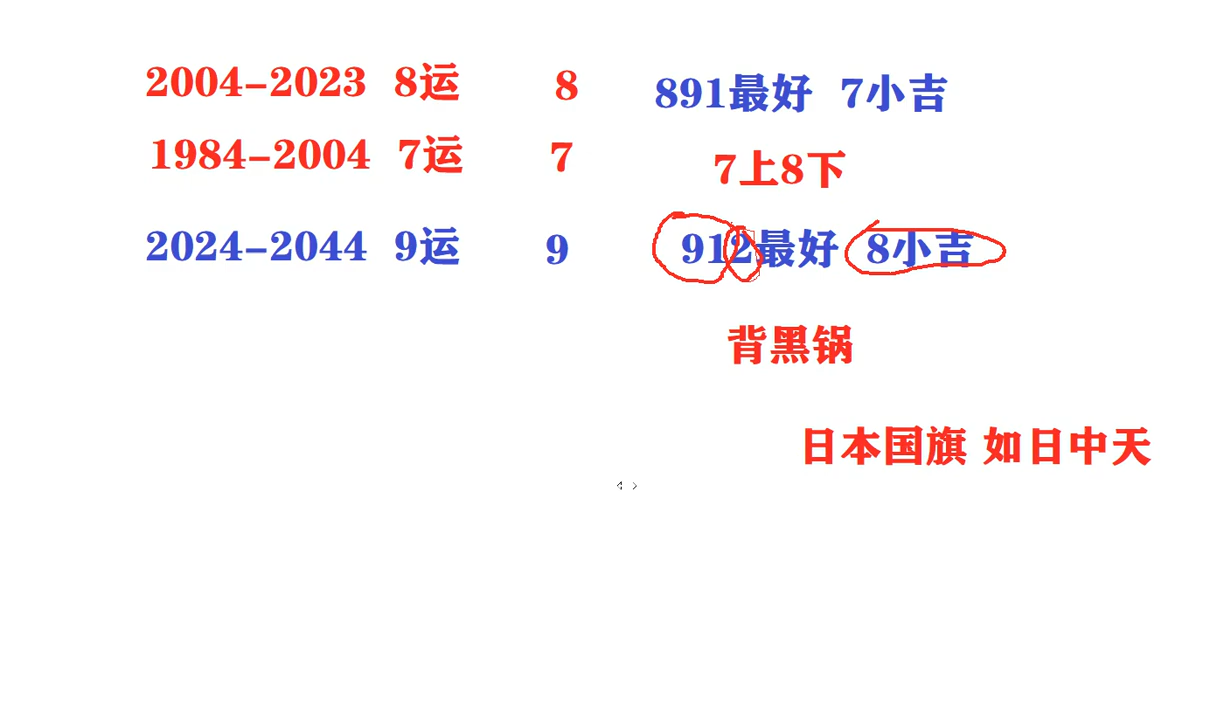 2004-2023 8运 8 891最好 7小吉
1984-2004 7运 7 7上8下
2024-2044 9运 9 912最好 8小吉
背黑锅
日本国旗 如日中天